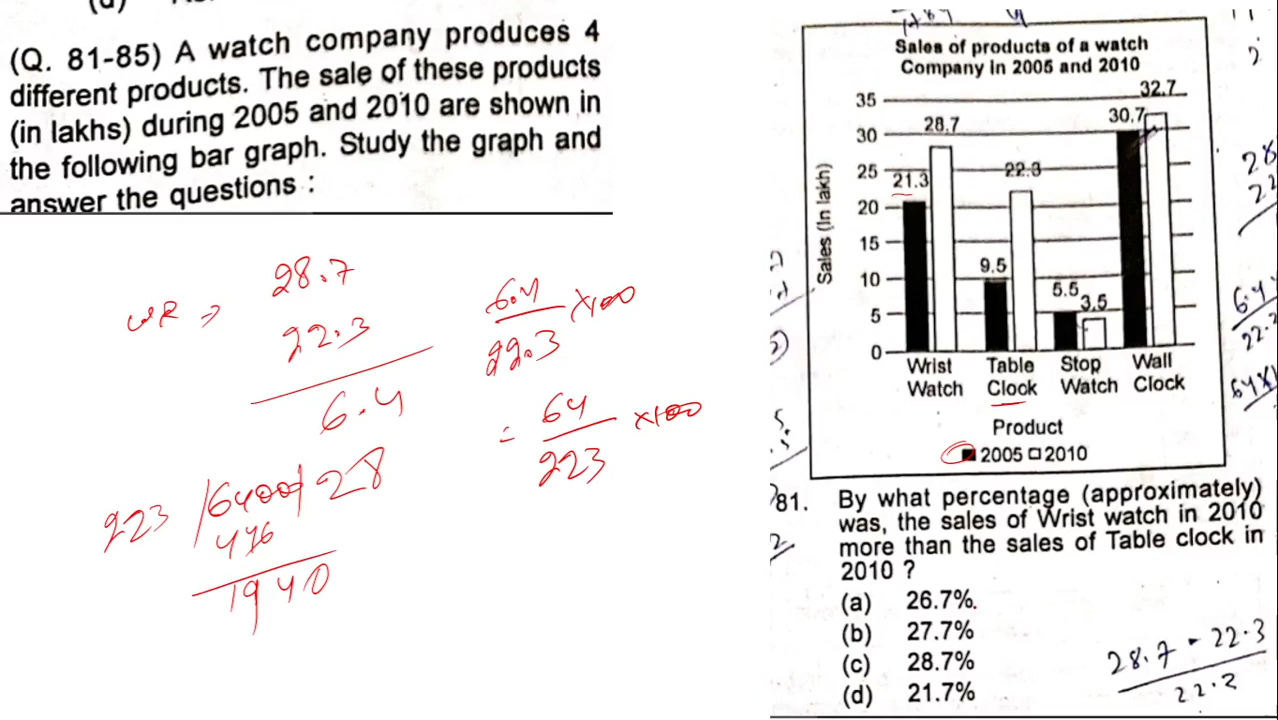 (Q. 81-85) A watch company produces 4
different products. The sale of these products
(in lakhs) during 2005 and 2010 are shown in
the following bar graph. Study the graph and
answer the questions :
WR ⇒
28.7
22.3
6.4
6.4
22.3 ×100
= 64
223 ×100
223 6400 28
446
1940
Sales of products of a watch
Company In 2005 and 2010
Sales (In lakh)
35
30
25
20
15
10
5
0
21.3
28.7
9.5
22.3
5.5
3.5
30.7
32.7
Wrist Table Stop Wall
Watch Clock Watch Clock
Product
2005 2010
81. By what percentage (approximately)
was, the sales of Wrist watch in 2010
more than the sales of Table clock in
2010 ?
(a) 26.7%.
(b) 27.7%
(c) 28.7%
(d) 21.7%
28.7 - 22.3
22.2